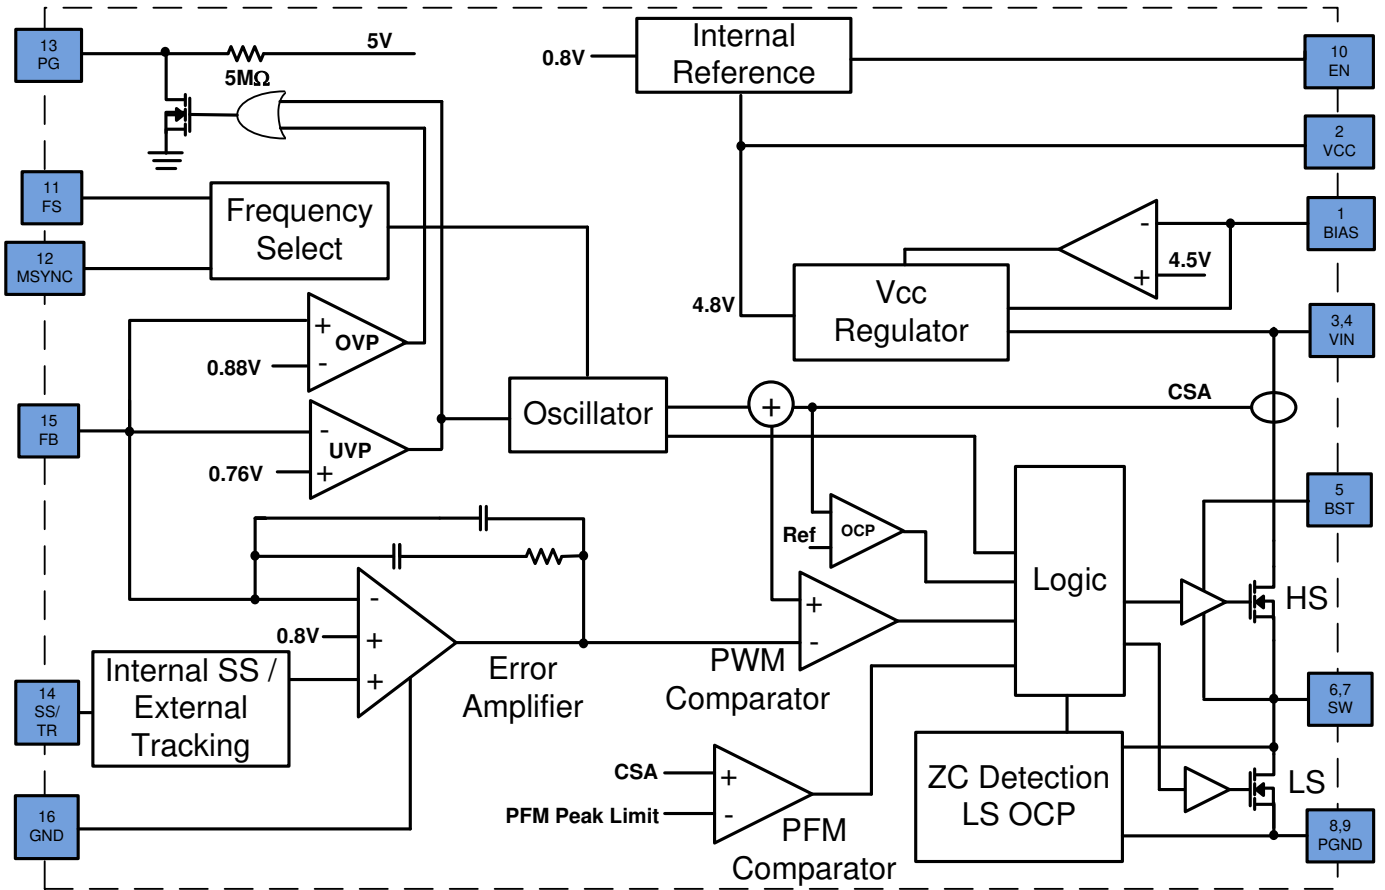 13
PG
5V
5MΩ
0.8V
Internal
Reference
10
EN
2
VCC
11
FS
Frequency
Select
12
MSYNC
1
BIAS
-
4.5V
+
4.8V
Vcc
Regulator
3,4
VIN
+
OVP
0.88V
-
Oscillator
+
CSA
15
FB
-
UVP
0.76V
+
5
BST
Ref
OCP
Logic
HS
-
0.8V
+
+
Error
Amplifier
+
-
PWM
Comparator
Internal SS /
External
Tracking
14
SS/
TR
6,7
SW
CSA
+
PFM Peak Limit
-
PFM
Comparator
ZC Detection
LS OCP
LS
16
GND
8,9
PGND